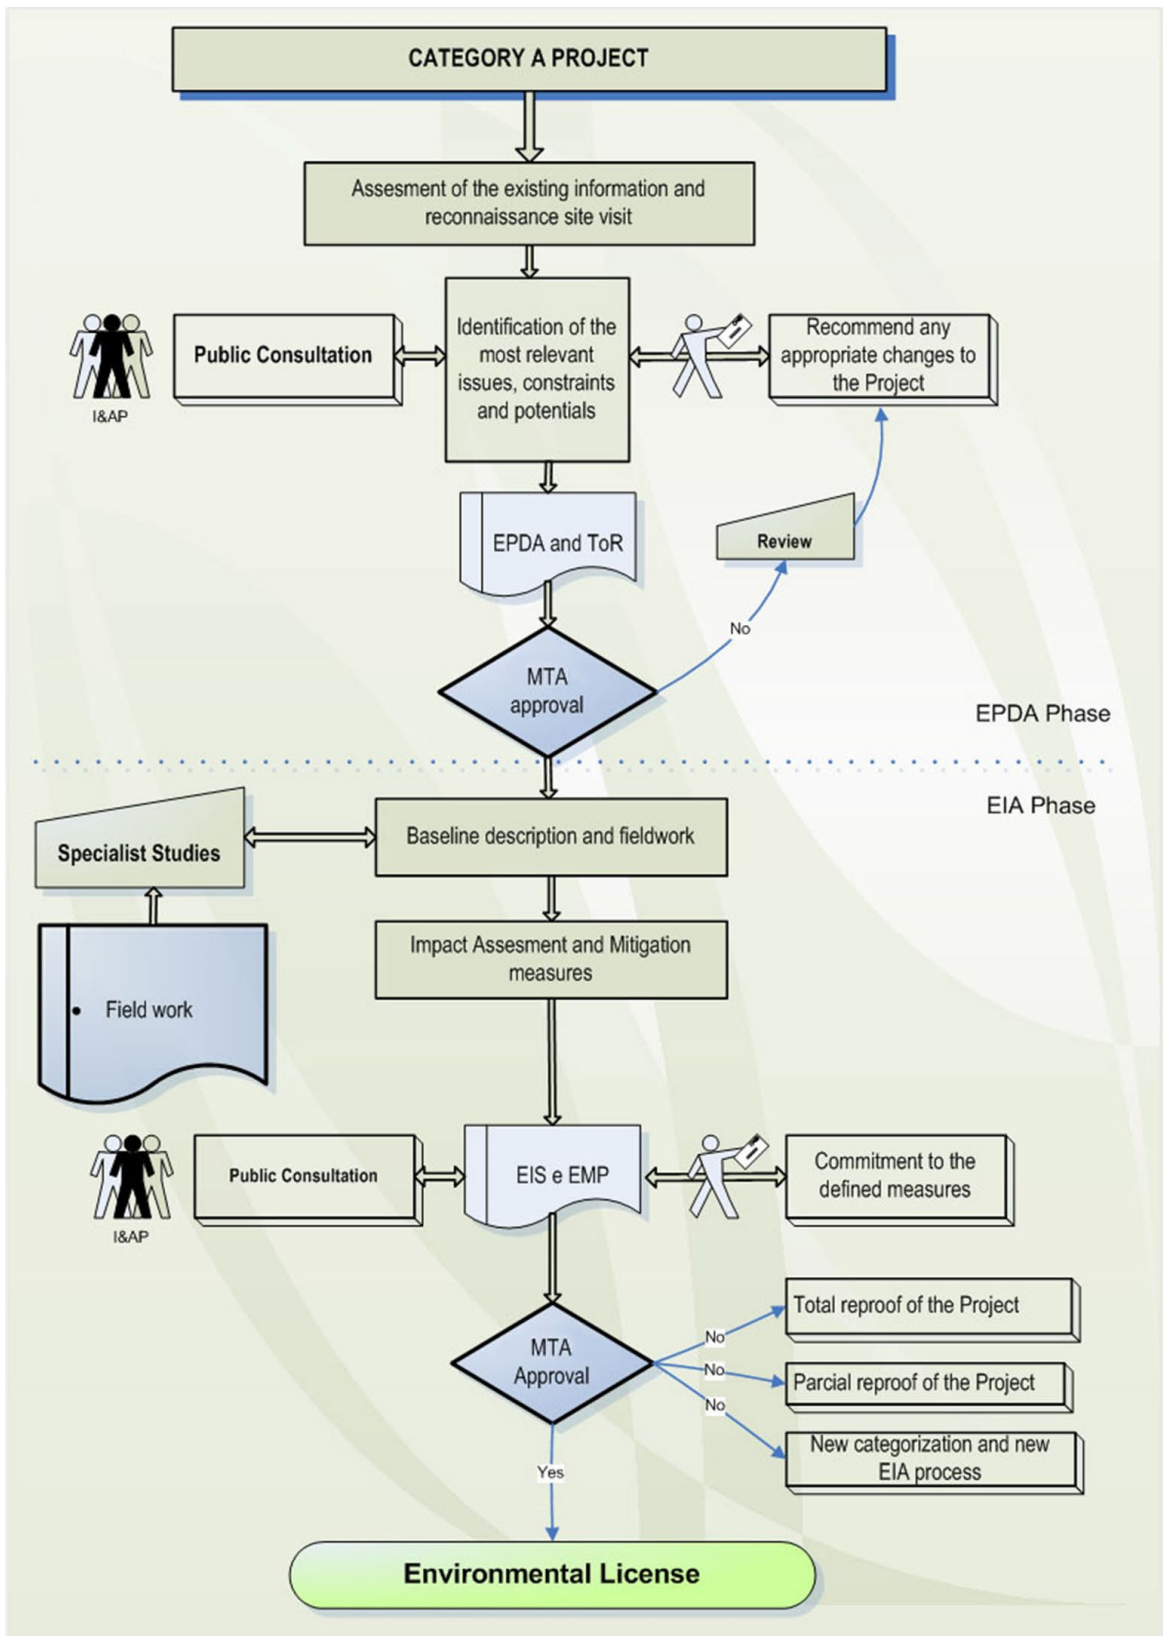 CATEGORY A PROJECT
Assesment of the existing information and
reconnaissance site visit
I&AP
Public Consultation
Identification of the
most relevant
issues, constraints
and potentials
Recommend any
appropriate changes to
the Project
EPDA and ToR
Review
No
MTA
approval
EPDA Phase
EIA Phase
Specialist Studies
Baseline description and fieldwork
Impact Assesment and Mitigation
measures
• Field work
I&AP
Public Consultation
EIS e EMP
Commitment to the
defined measures
MTA
Approval
No
Total reproof of the Project
No
Parcial reproof of the Project
No
New categorization and new
EIA process
Yes
Environmental License